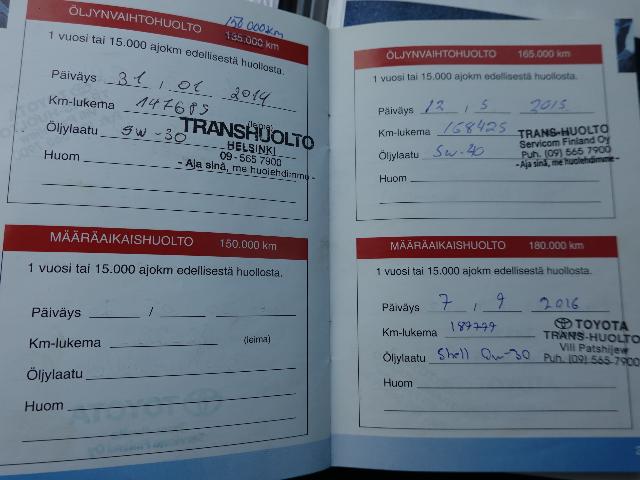 150 000 km
ÖLJYNVAIHTOHUOLTO 135.000 km
1 vuosi tai 15.000 ajokm edellisestä huollosta.
Päiväys 31 / 01 2014
Km-lukema 147685 (leima)
Öljylaatu 5W-30
TRANSHUOLTO
HELSINKI
09 - 565 7900
- Aja sinä, me huolehdimme -
Huom
MÄÄRÄAIKAISHUOLTO 150.000 km
1 vuosi tai 15.000 ajokm edellisestä huollosta.
Päiväys /
Km-lukema (leima)
Öljylaatu
Huom
ÖLJYNVAIHTOHUOLTO 165.000 km
1 vuosi tai 15.000 ajokm edellisestä huollosta.
Päiväys 12 / 5 2015
Km-lukema 168425
Öljylaatu 5W-40
TRANS-HUOLTO
Servicom Finland Oy
Puh. (09) 565 7900
- Aja sinä, me huolehdimme -
Huom
MÄÄRÄAIKAISHUOLTO 180.000 km
1 vuosi tai 15.000 ajokm edellisestä huollosta.
Päiväys 7 / 9 2016
Km-lukema
Öljylaatu Shell 0W-30
TOYOTA
TRANS-HUOLTO
Vili Patshijew
Puh. (09) 565 7900
Huom